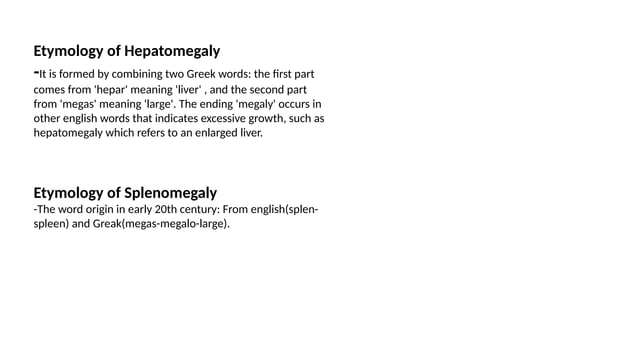 Etymology of Hepatomegaly
-It is formed by combining two Greek words: the first part
comes from 'hepar' meaning 'liver' , and the second part
from 'megas' meaning 'large'. The ending 'megaly' occurs in
other english words that indicates excessive growth, such as
hepatomegaly which refers to an enlarged liver.
Etymology of Splenomegaly
-The word origin in early 20th century: From english(splen-
spleen) and Greak(megas-megalo-large).